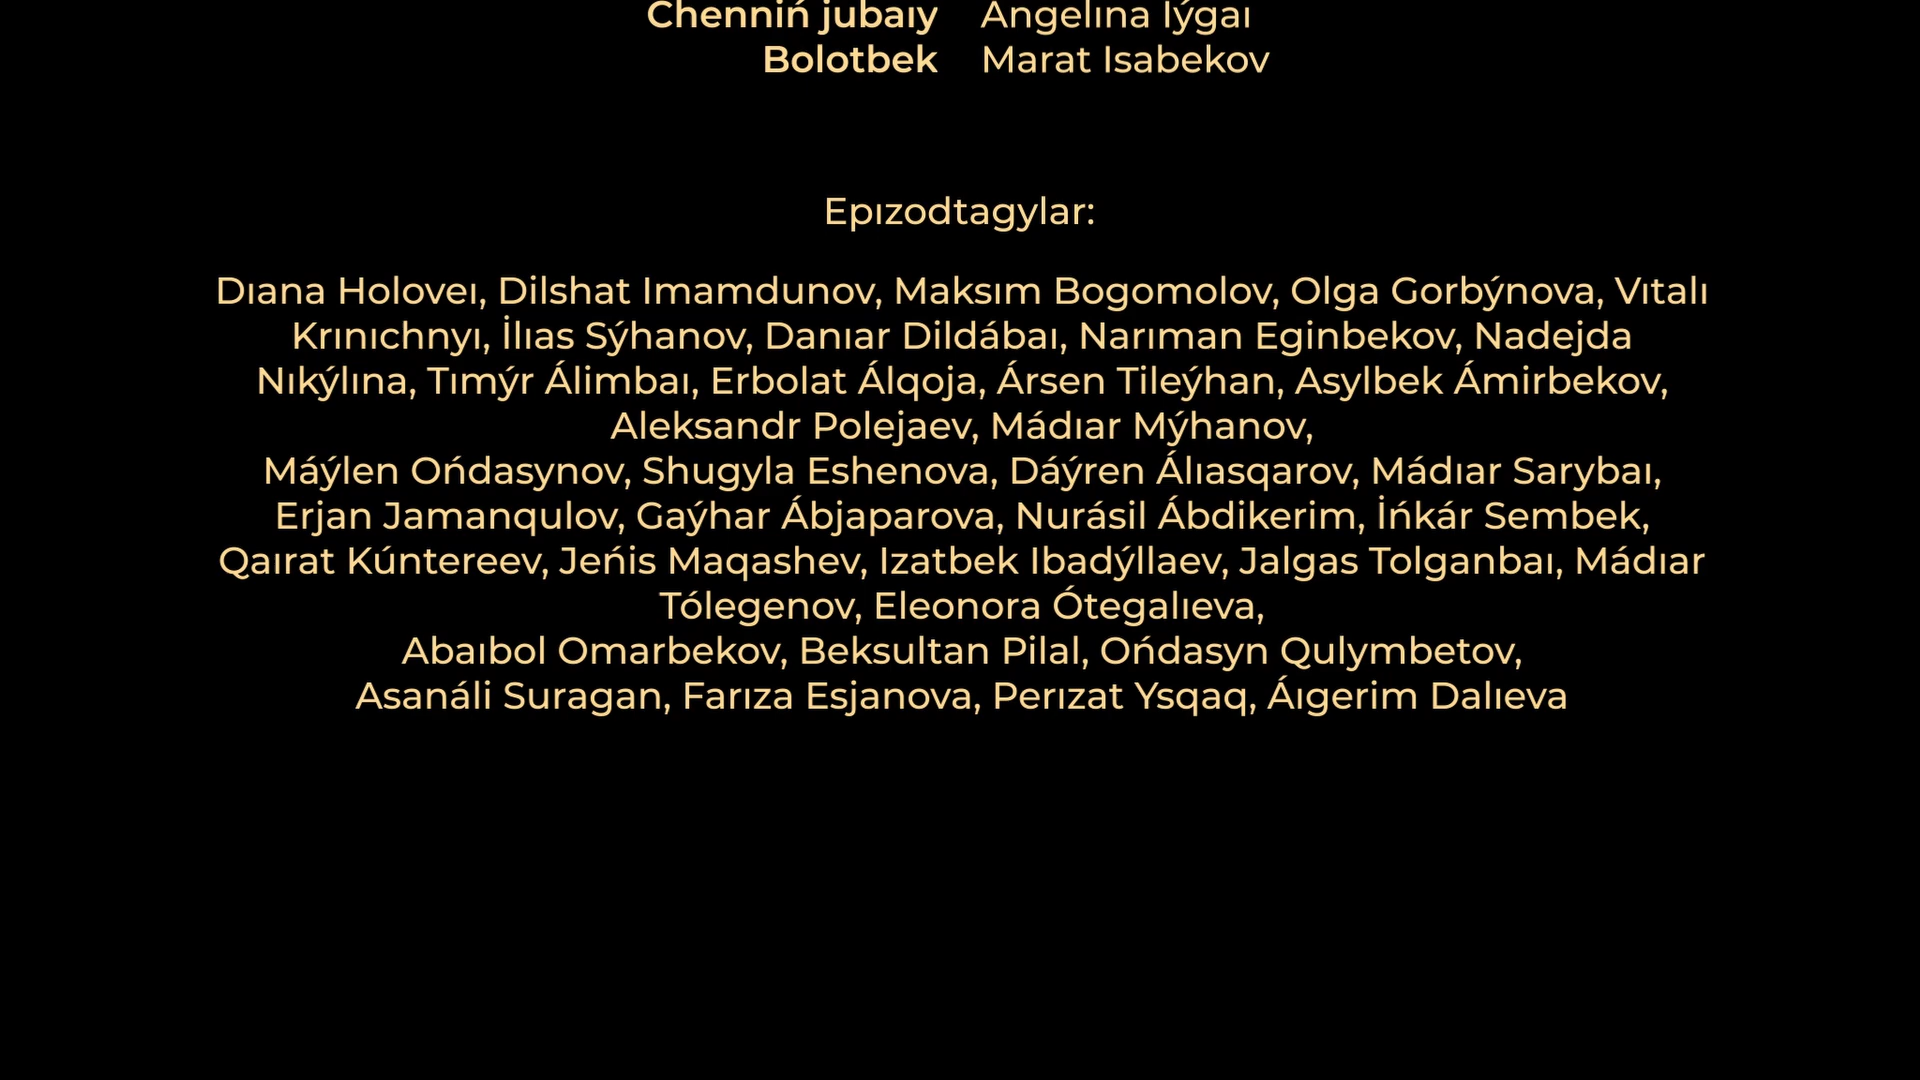 Chenniń jubaıy Angelına Iýgaı
Bolotbek Marat Isabekov
Epızodtagylar:
Dıana Holoveı, Dilshat Imamdunov, Maksım Bogomolov, Olga Gorbýnova, Vıtalı
Krınıchnyı, İlıas Sýhanov, Danıar Dildábaı, Narıman Eginbekov, Nadejda
Nıkýlına, Tımýr Álimbaı, Erbolat Álqoja, Ársen Tileýhan, Asylbek Ámirbekov,
Aleksandr Polejaev, Mádıar Mýhanov,
Máýlen Ońdasynov, Shugyla Eshenova, Dáýren Álıasqarov, Mádıar Sarybaı,
Erjan Jamanqulov, Gaýhar Ábjaparova, Nurásil Ábdikerim, İńkár Sembek,
Qaırat Kúntereev, Jeńis Maqashev, Izatbek Ibadýllaev, Jalgas Tolganbaı, Mádıar
Tólegenov, Eleonora Ótegalıeva,
Abaıbol Omarbekov, Beksultan Pilal, Ońdasyn Qulymbetov,
Asanáli Suragan, Farıza Esjanova, Perızat Ysqaq, Áıgerim Dalıeva